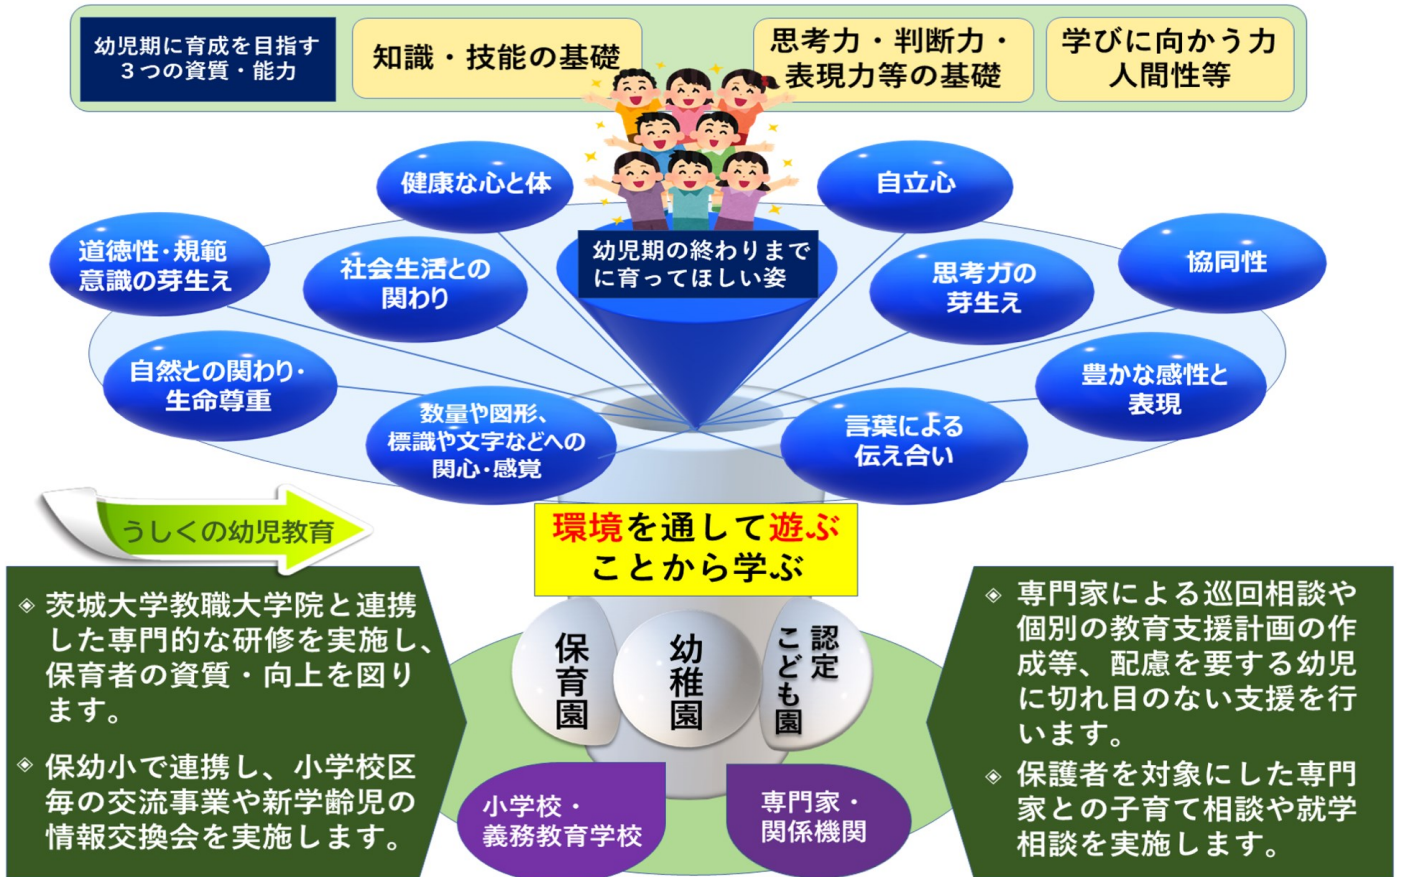 幼児期に育成を目指す
３つの資質・能力
知識・技能の基礎
思考力・判断力・
表現力等の基礎
学びに向かう力
人間性等
健康な心と体
自立心
道徳性・規範
意識の芽生え
社会生活との
関わり
幼児期の終わりまで
に育ってほしい姿
思考力の
芽生え
協同性
自然との関わり・
生命尊重
数量や図形、
標識や文字などへの
関心・感覚
言葉による
伝え合い
豊かな感性と
表現
うしくの幼児教育
環境を通して遊ぶ
ことから学ぶ
◈ 茨城大学教職大学院と連携
した専門的な研修を実施し、
保育者の資質・向上を図り
ます。
◈ 保幼小で連携し、小学校区
毎の交流事業や新学齢児の
情報交換会を実施します。
保育園
幼稚園
認定
こども園
小学校・
義務教育学校
専門家・
関係機関
◈ 専門家による巡回相談や
個別の教育支援計画の作
成等、配慮を要する幼児
に切れ目のない支援を行
います。
◈ 保護者を対象にした専門
家との子育て相談や就学
相談を実施します。